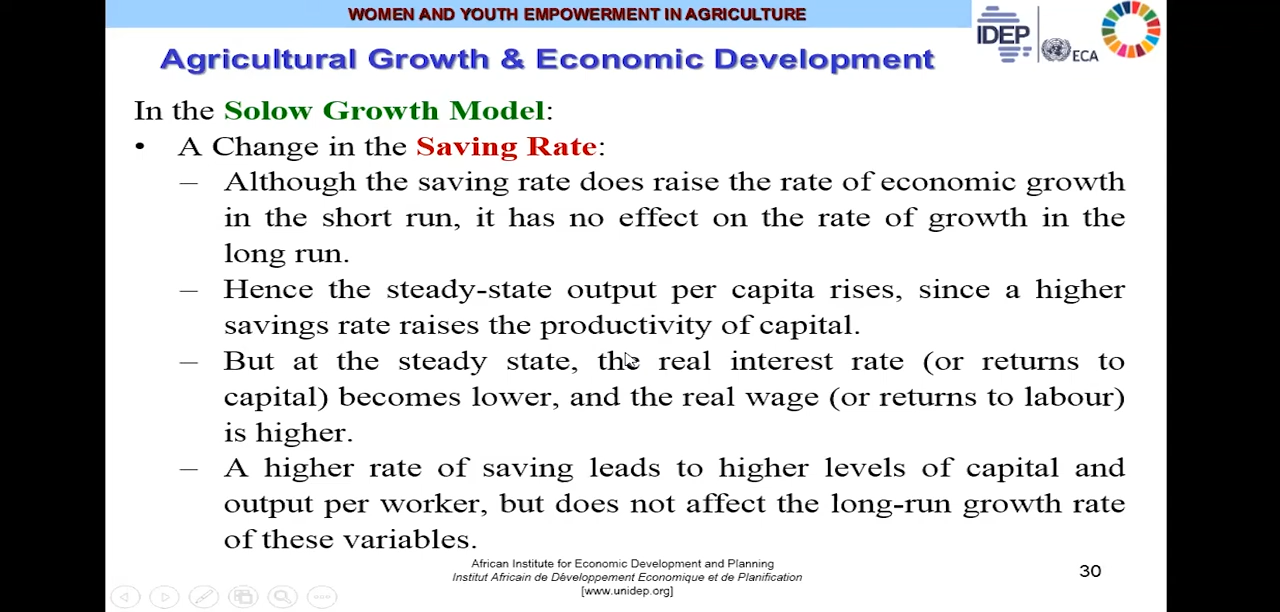 WOMEN AND YOUTH EMPOWERMENT IN AGRICULTURE
IDEP
ECA
Agricultural Growth & Economic Development
In the Solow Growth Model:
• A Change in the Saving Rate:
– Although the saving rate does raise the rate of economic growth
in the short run, it has no effect on the rate of growth in the
long run.
– Hence the steady-state output per capita rises, since a higher
savings rate raises the productivity of capital.
– But at the steady state, the real interest rate (or returns to
capital) becomes lower, and the real wage (or returns to labour)
is higher.
– A higher rate of saving leads to higher levels of capital and
output per worker, but does not affect the long-run growth rate
of these variables.
African Institute for Economic Development and Planning
Institut Africain de Développement Economique et de Planification
[www.unidep.org]
30